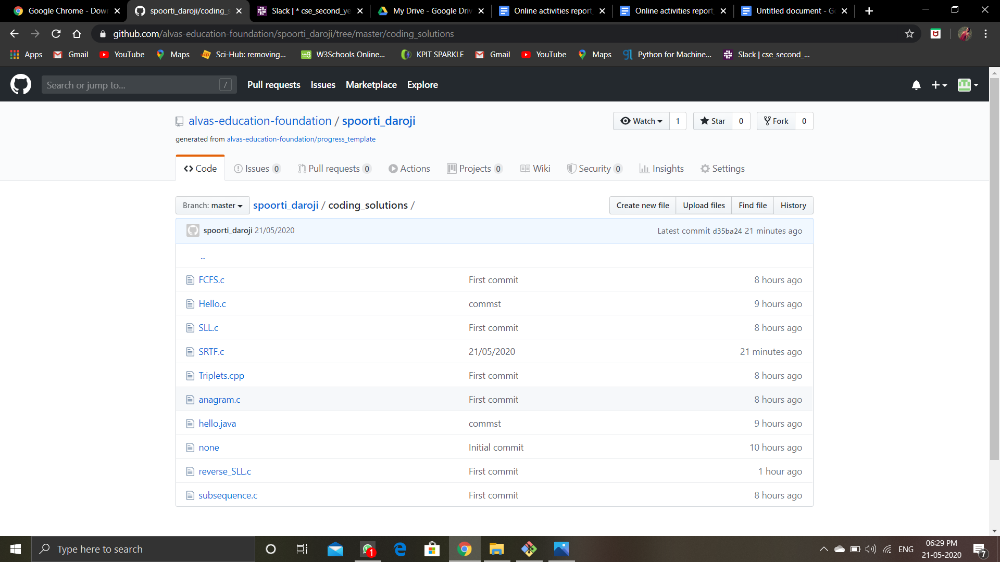 Google Chrome - Dow
spoorti_daroji/coding_s
Slack | * cse_second_ye
My Drive - Google Driv
Online activities report
Online activities report
Untitled document - Go
github.com/alvas-education-foundation/spoorti_daroji/tree/master/coding_solutions
Apps
Gmail
YouTube
Maps
Sci-Hub: removing...
W3Schools Online...
KPIT SPARKLE
Gmail
YouTube
Maps
Python for Machine...
Slack | cse_second_...
Search or jump to...
/
Pull requests
Issues
Marketplace
Explore
alvas-education-foundation / spoorti_daroji
Watch 1
Star 0
Fork 0
generated from alvas-education-foundation/progress_template
Code
Issues 0
Pull requests 0
Actions
Projects 0
Wiki
Security 0
Insights
Settings
Branch: master
spoorti_daroji / coding_solutions /
Create new file
Upload files
Find file
History
spoorti_daroji 21/05/2020
Latest commit d35ba24 21 minutes ago
..
FCFS.c First commit 8 hours ago
Hello.c commst 9 hours ago
SLL.c First commit 8 hours ago
SRTF.c 21/05/2020 21 minutes ago
Triplets.cpp First commit 8 hours ago
anagram.c First commit 8 hours ago
hello.java commst 9 hours ago
none Initial commit 10 hours ago
reverse_SLL.c First commit 1 hour ago
subsequence.c First commit 8 hours ago
Type here to search
1
ENG
06:29 PM
21-05-2020
7